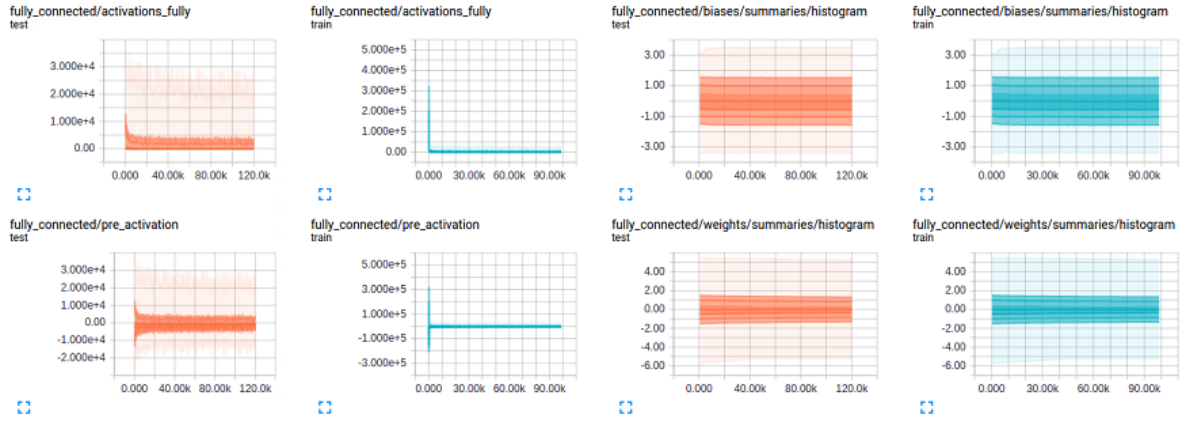 fully_connected/activations_fully
test
3.000e+4
2.000e+4
1.000e+4
0.00
0.000 40.00k 80.00k 120.0k
fully_connected/activations_fully
train
5.000e+5
4.000e+5
3.000e+5
2.000e+5
1.000e+5
0.00
0.000 30.00k 60.00k 90.00k
fully_connected/biases/summaries/histogram
test
3.00
1.00
-1.00
-3.00
0.000 40.00k 80.00k 120.0k
fully_connected/biases/summaries/histogram
train
3.00
1.00
-1.00
-3.00
0.000 30.00k 60.00k 90.00k
fully_connected/pre_activation
test
3.000e+4
2.000e+4
1.000e+4
0.00
-1.000e+4
-2.000e+4
0.000 40.00k 80.00k 120.0k
fully_connected/pre_activation
train
5.000e+5
3.000e+5
1.000e+5
-1.000e+5
-3.000e+5
0.000 30.00k 60.00k 90.00k
fully_connected/weights/summaries/histogram
test
4.00
2.00
0.00
-2.00
-4.00
-6.00
0.000 40.00k 80.00k 120.0k
fully_connected/weights/summaries/histogram
train
4.00
2.00
0.00
-2.00
-4.00
-6.00
0.000 30.00k 60.00k 90.00k